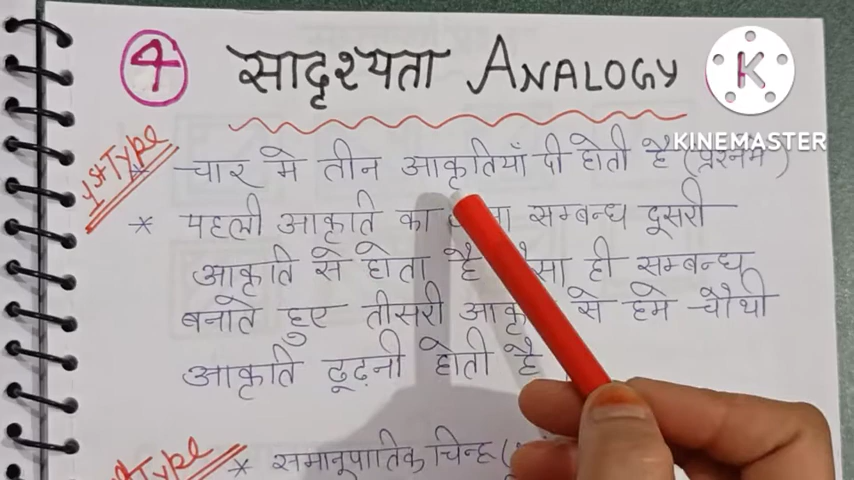 4 सादृश्यता ANALOGY
K
KINEMASTER
1st Type
* चार मे तीन आकृतियाँ दी होती है (प्रश्नमे)
* पहली आकृति का सम्बन्ध दूसरी
आकृति से होता है ही सम्बन्ध
बनाते हुए तीसरी से हमे चौथी
आकृति ढूढ़नी होती है
Type
* समानूपातिक चिन्ह (